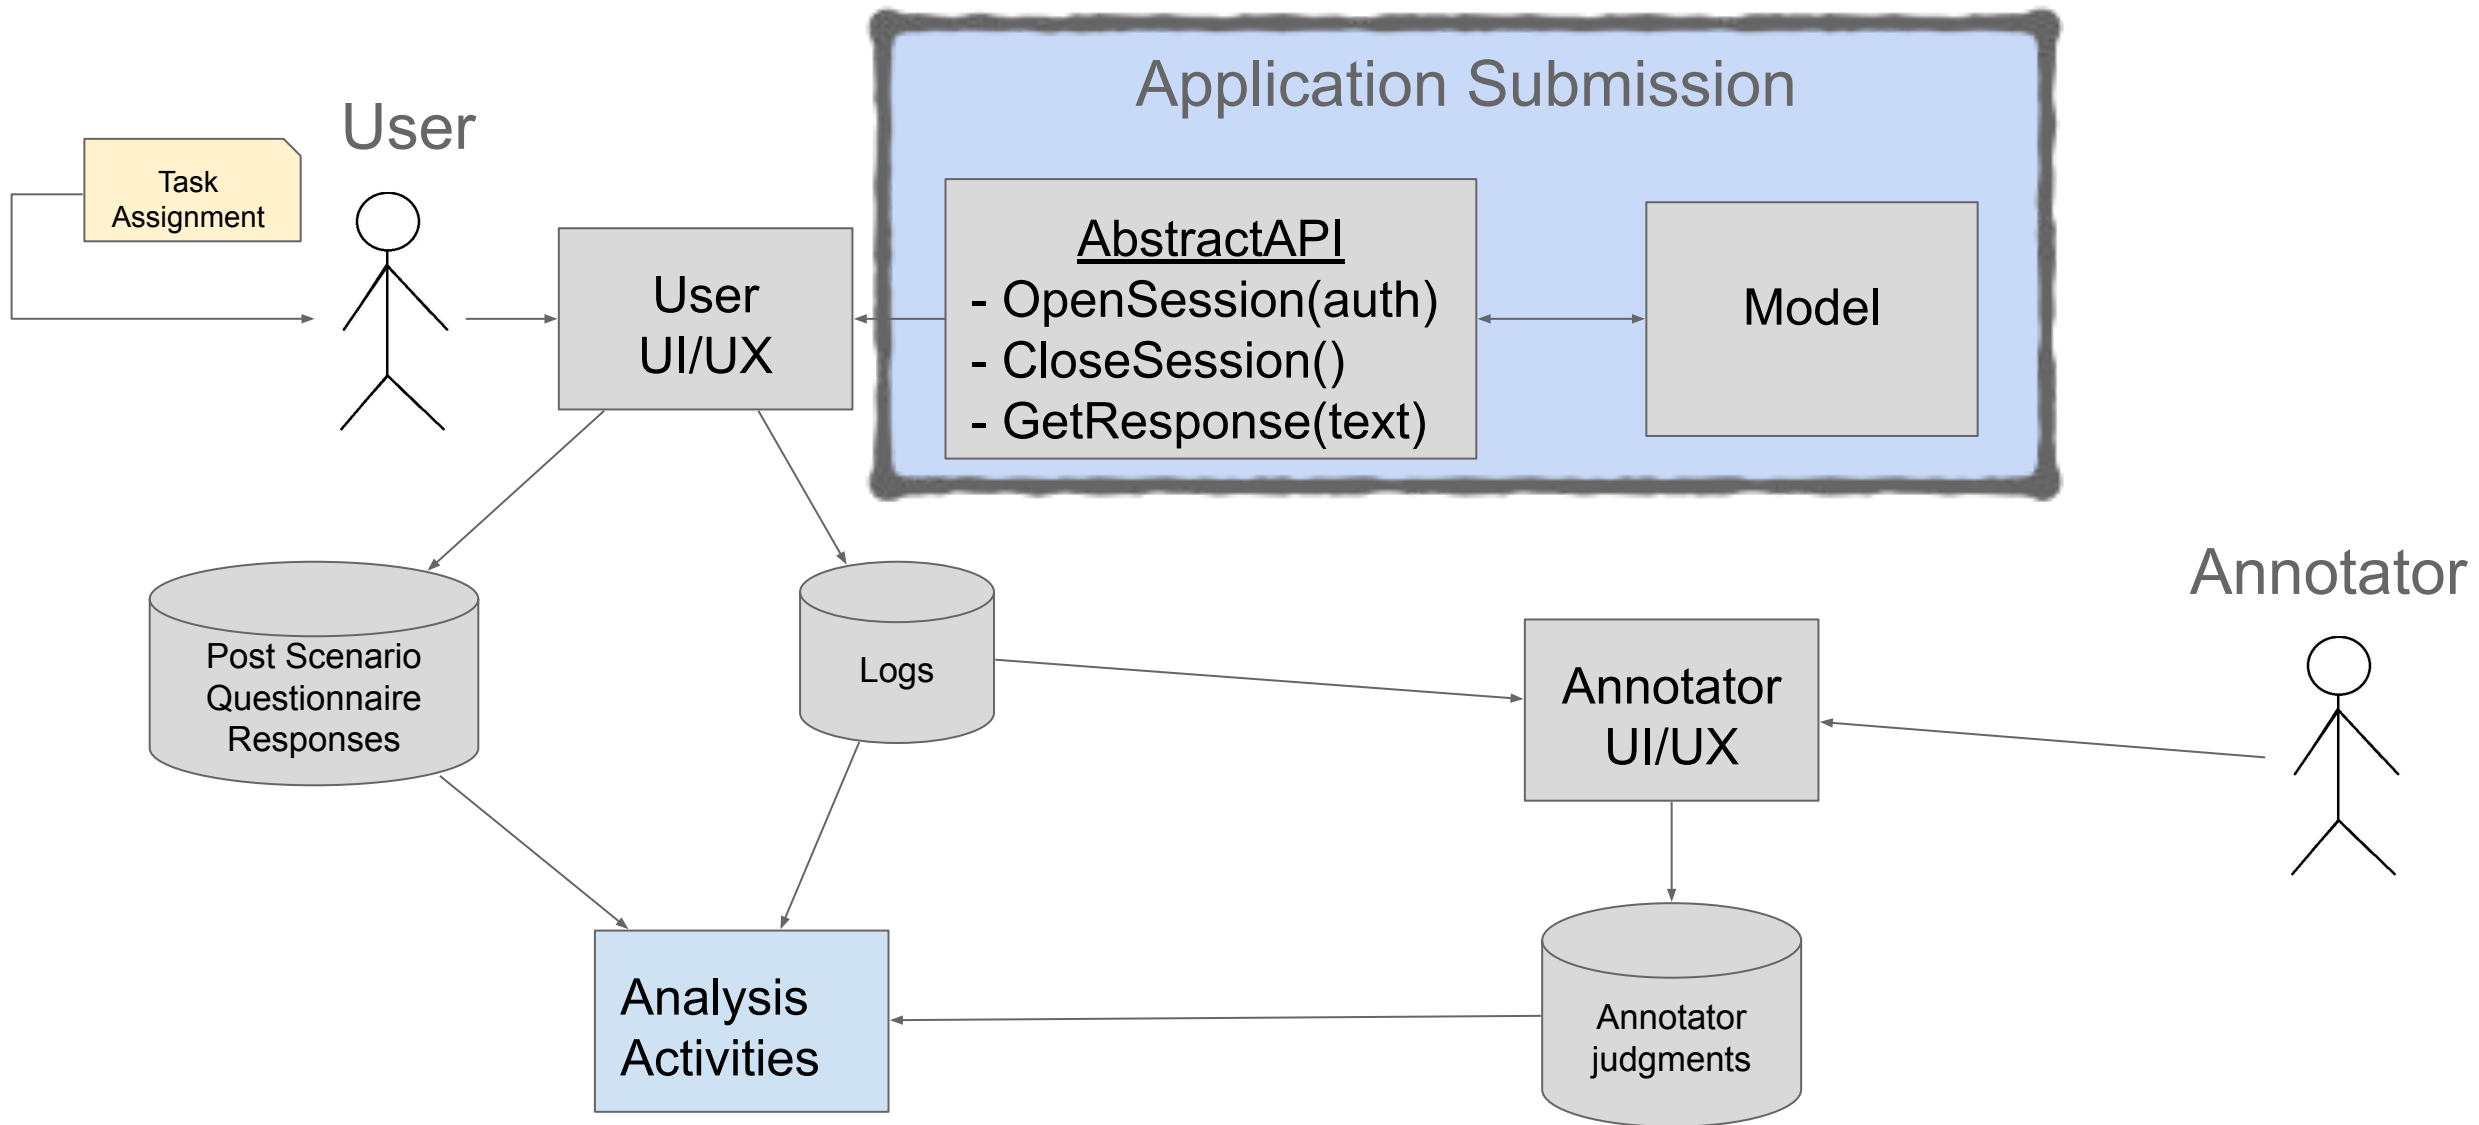 Application Submission
User
Task
Assignment
User
UI/UX
AbstractAPI
- OpenSession(auth)
- CloseSession()
- GetResponse(text)
Model
Post Scenario
Questionnaire
Responses
Logs
Annotator
UI/UX
Annotator
Analysis
Activities
Annotator
judgments